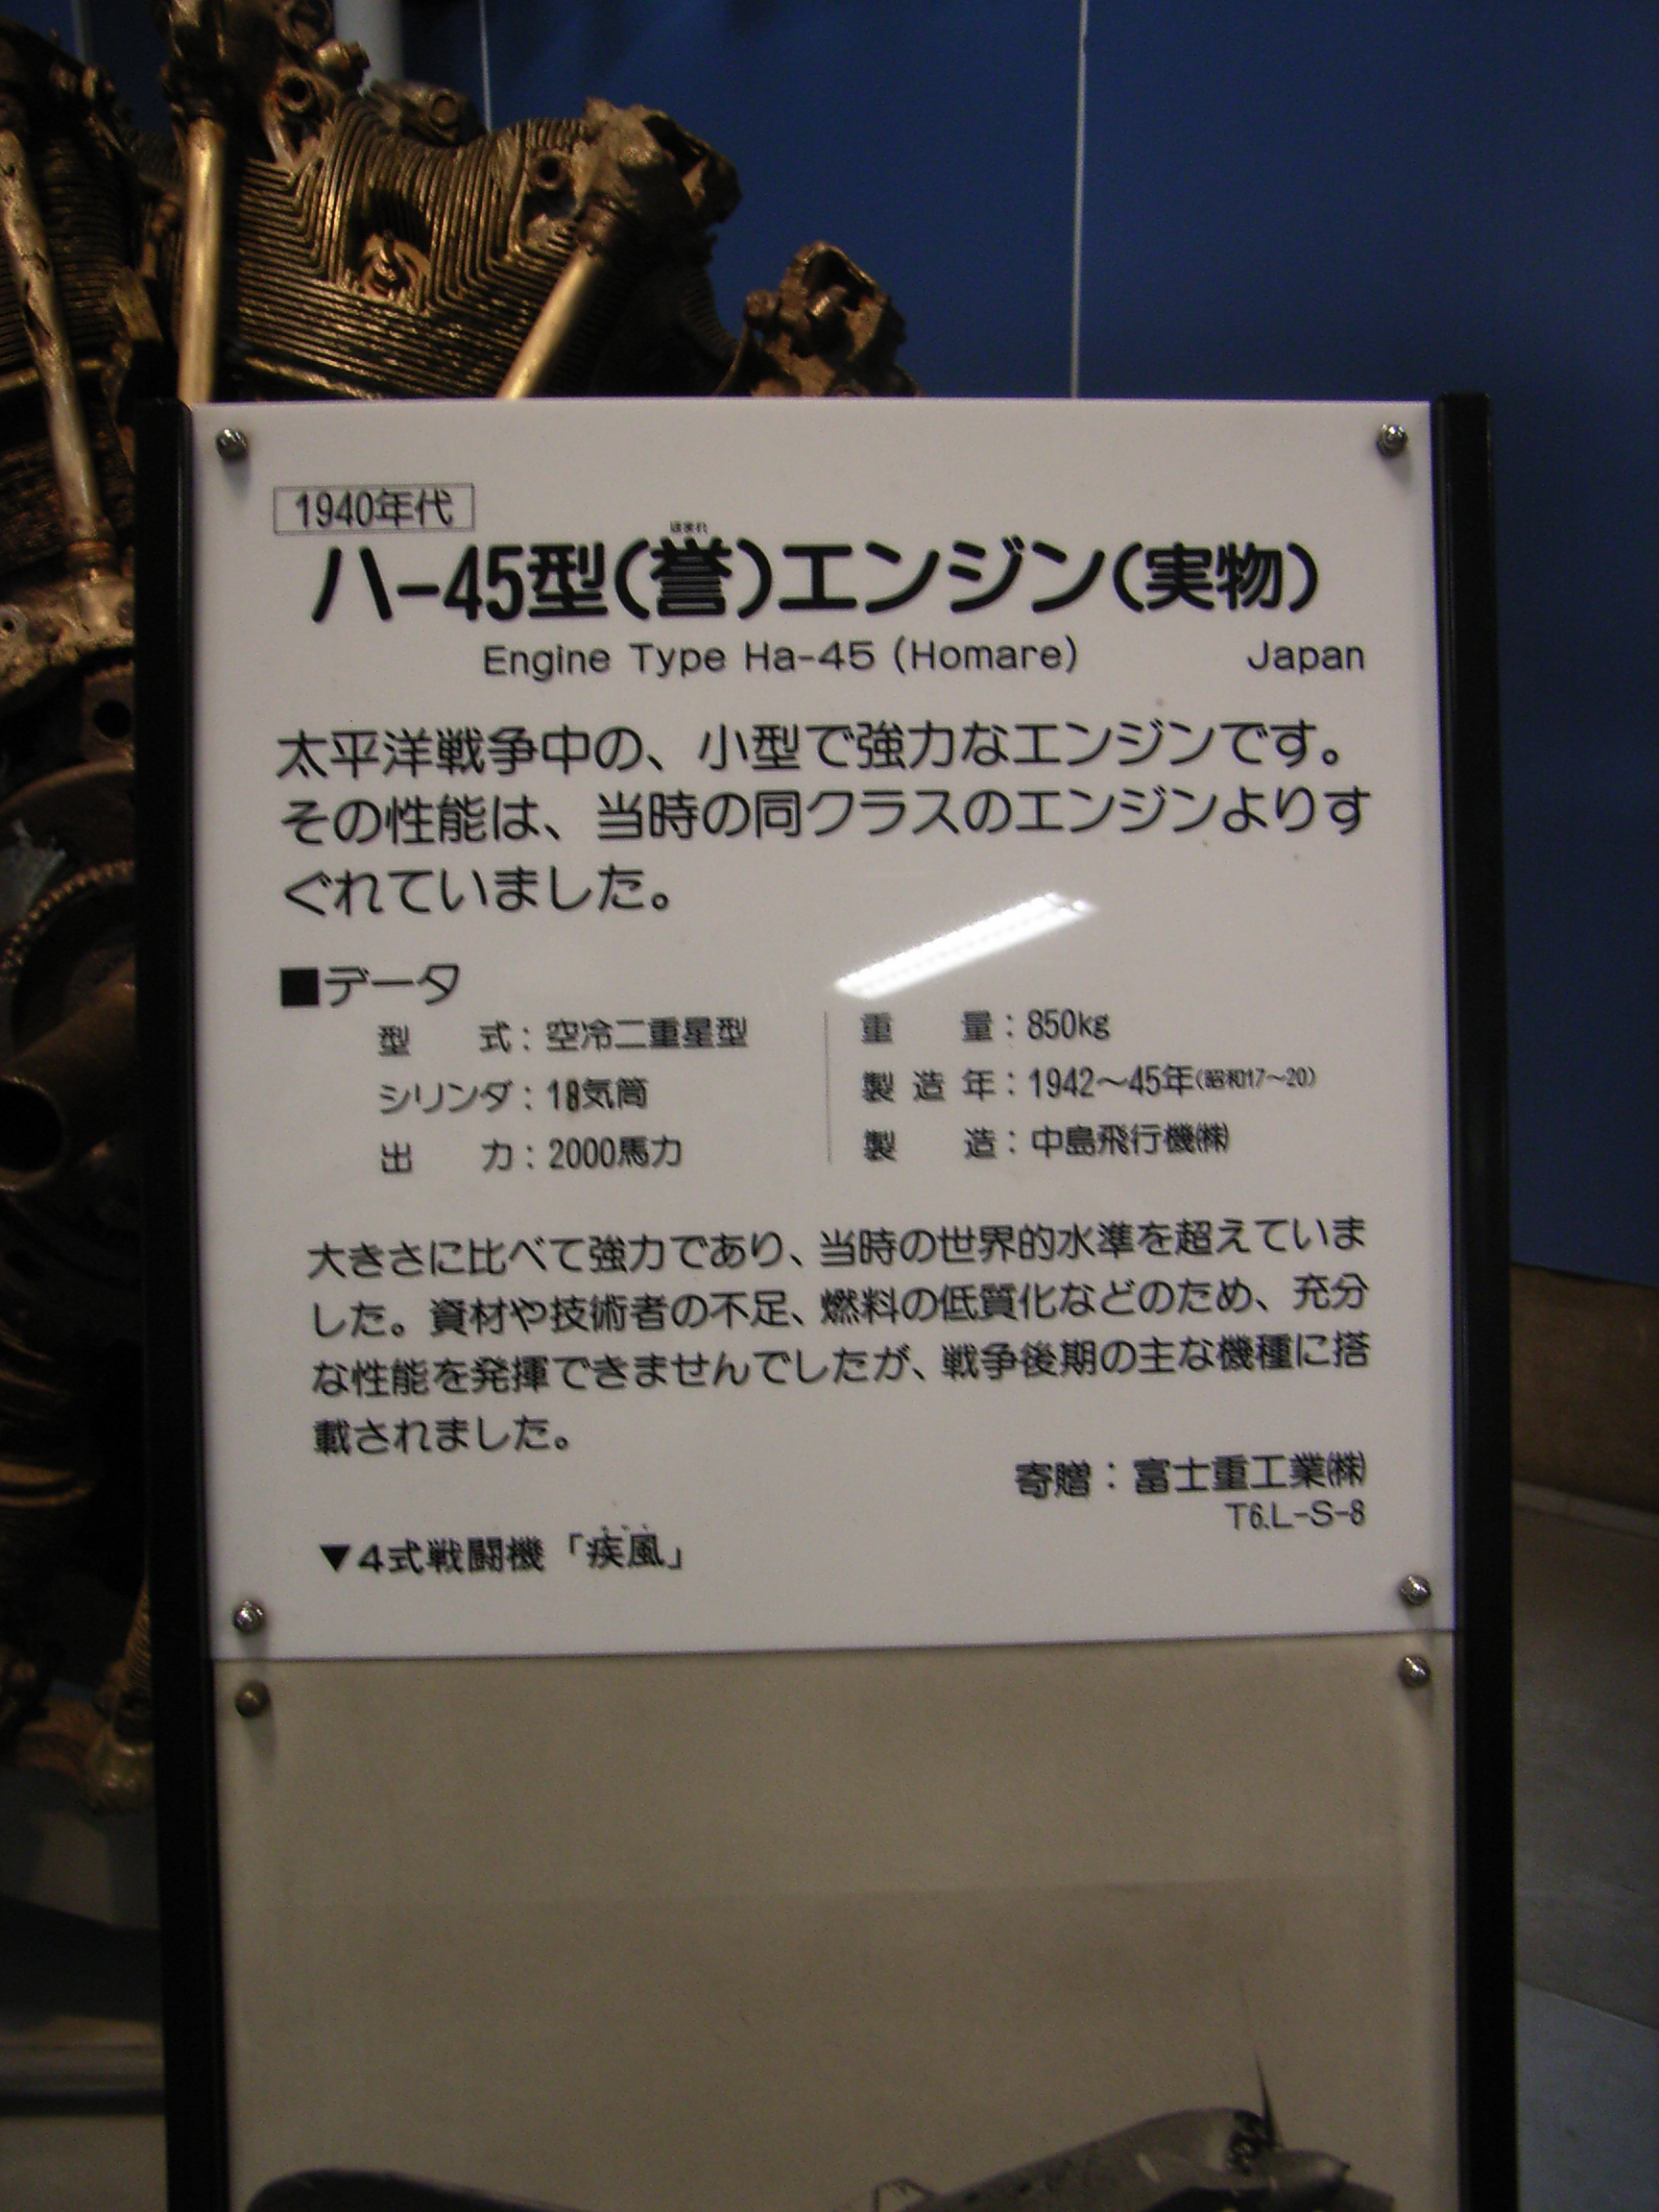 1940年代
ほまれ
ハ-45型(誉)エンジン(実物)
Engine Type Ha-45 (Homare) Japan
太平洋戦争中の、小型で強力なエンジンです。
その性能は、当時の同クラスのエンジンよりす
ぐれていました。
■データ
型 式:空冷二重星型 重 量:850kg
シリンダ:18気筒 製造年:1942〜45年(昭和17〜20)
出 力:2000馬力 製 造:中島飛行機㈱
大きさに比べて強力であり、当時の世界的水準を超えていま
した。資材や技術者の不足、燃料の低質化などのため、充分
な性能を発揮できませんでしたが、戦争後期の主な機種に搭
載されました。
寄贈:富士重工業㈱
T6.L-S-8
▼4式戦闘機「疾風」